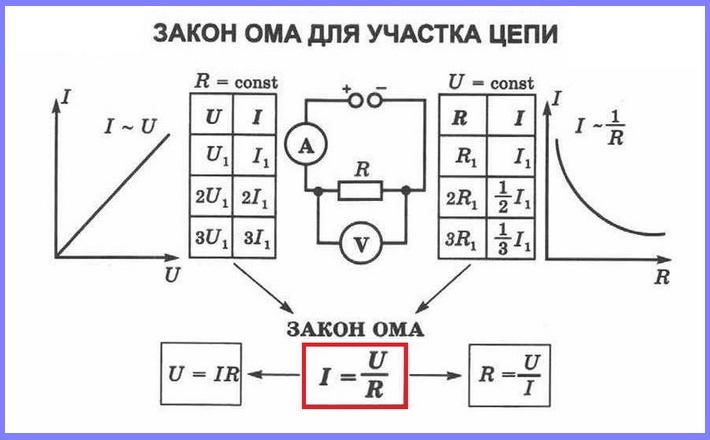 ЗАКОН ОМА ДЛЯ УЧАСТКА ЦЕПИ
I
I ~ U
U
R = const
U I
U₁ I₁
2U₁ 2I₁
3U₁ 3I₁
+ −
A
R
V
U = const
R I
R₁ I₁
2R₁ 1/2 I₁
3R₁ 1/3 I₁
I
I ~ 1/R
R
ЗАКОН ОМА
U = IR
I = U/R
R = U/I